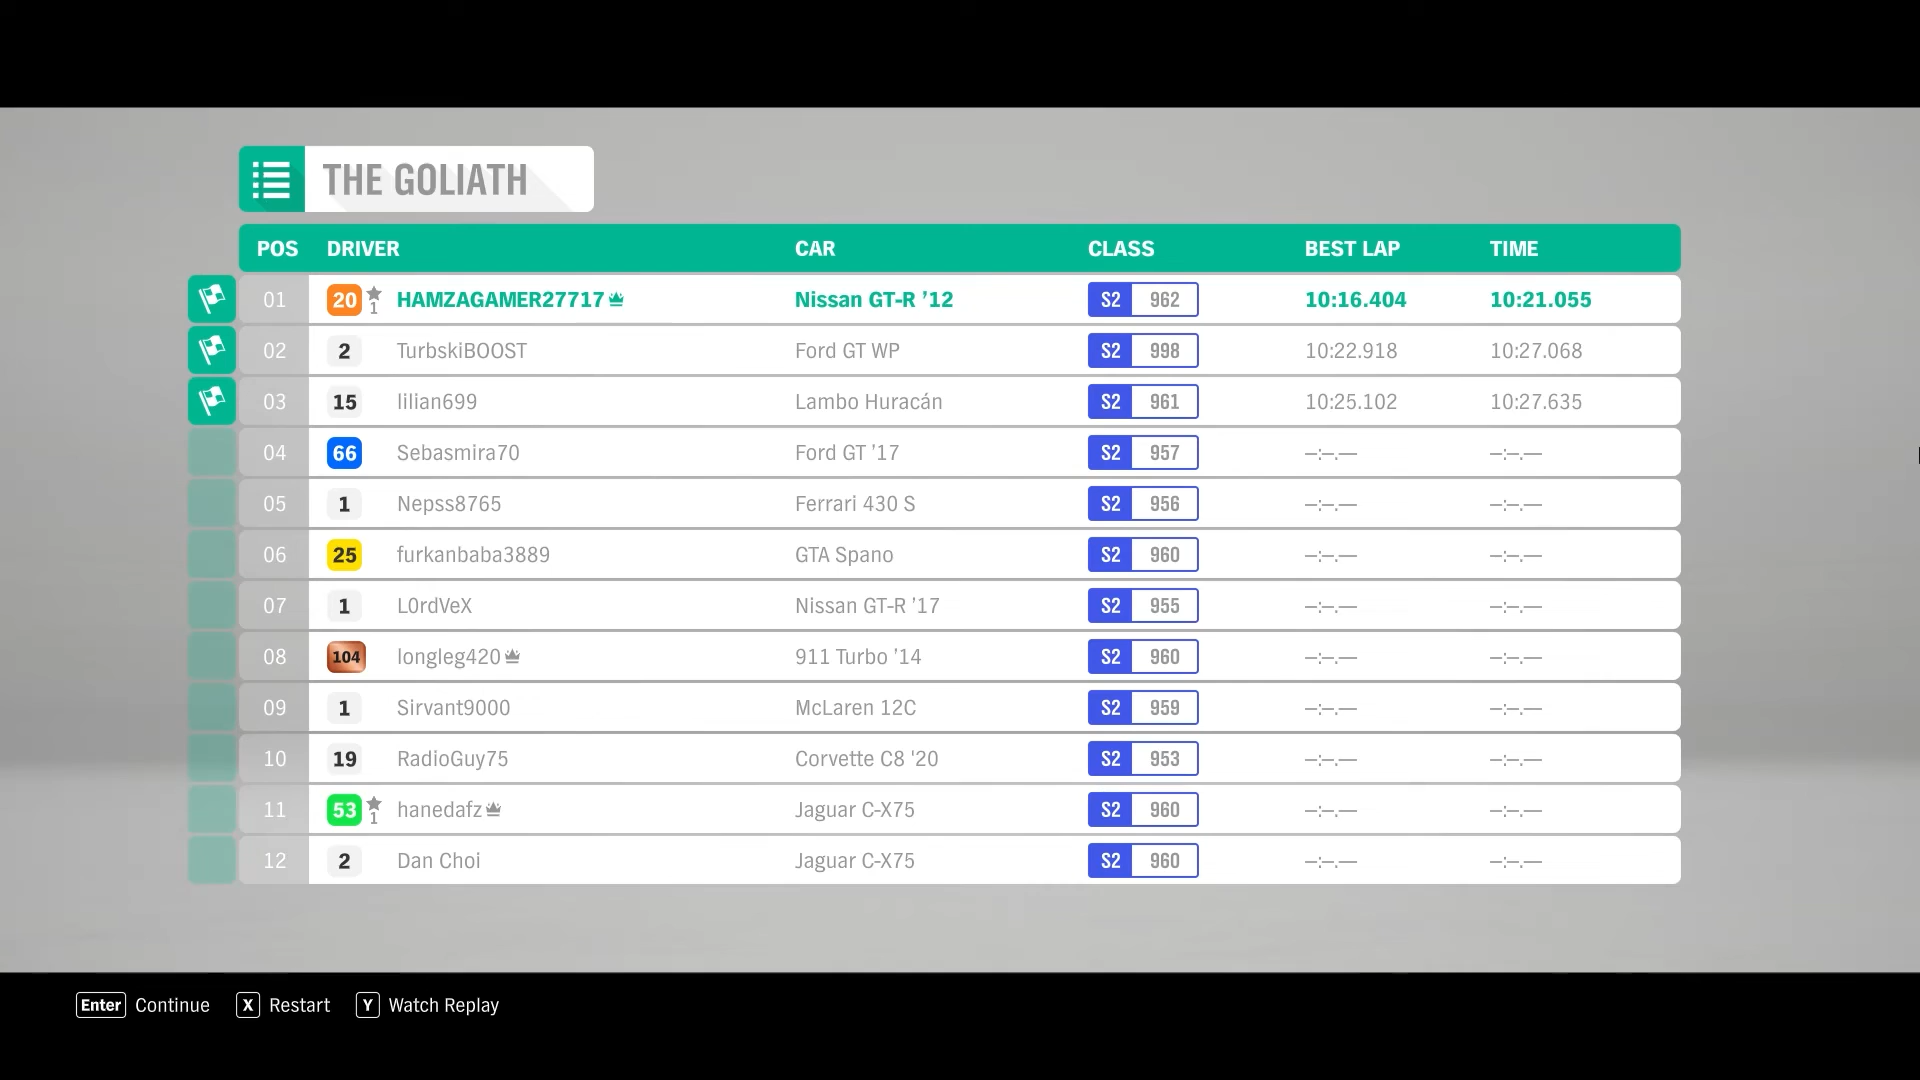 THE GOLIATH
POS DRIVER CAR CLASS BEST LAP TIME
01 20 1 HAMZAGAMER27717 Nissan GT-R ’12 S2 962 10:16.404 10:21.055
02 2 TurbskiBOOST Ford GT WP S2 998 10:22.918 10:27.068
03 15 lilian699 Lambo Huracán S2 961 10:25.102 10:27.635
04 66 Sebasmira70 Ford GT ’17 S2 957 –:–.–– –:–.––
05 1 Nepss8765 Ferrari 430 S S2 956 –:–.–– –:–.––
06 25 furkanbaba3889 GTA Spano S2 960 –:–.–– –:–.––
07 1 L0rdVeX Nissan GT-R ’17 S2 955 –:–.–– –:–.––
08 104 longleg420 911 Turbo ’14 S2 960 –:–.–– –:–.––
09 1 Sirvant9000 McLaren 12C S2 959 –:–.–– –:–.––
10 19 RadioGuy75 Corvette C8 '20 S2 953 –:–.–– –:–.––
11 53 1 hanedafz Jaguar C-X75 S2 960 –:–.–– –:–.––
12 2 Dan Choi Jaguar C-X75 S2 960 –:–.–– –:–.––
Enter Continue X Restart Y Watch Replay